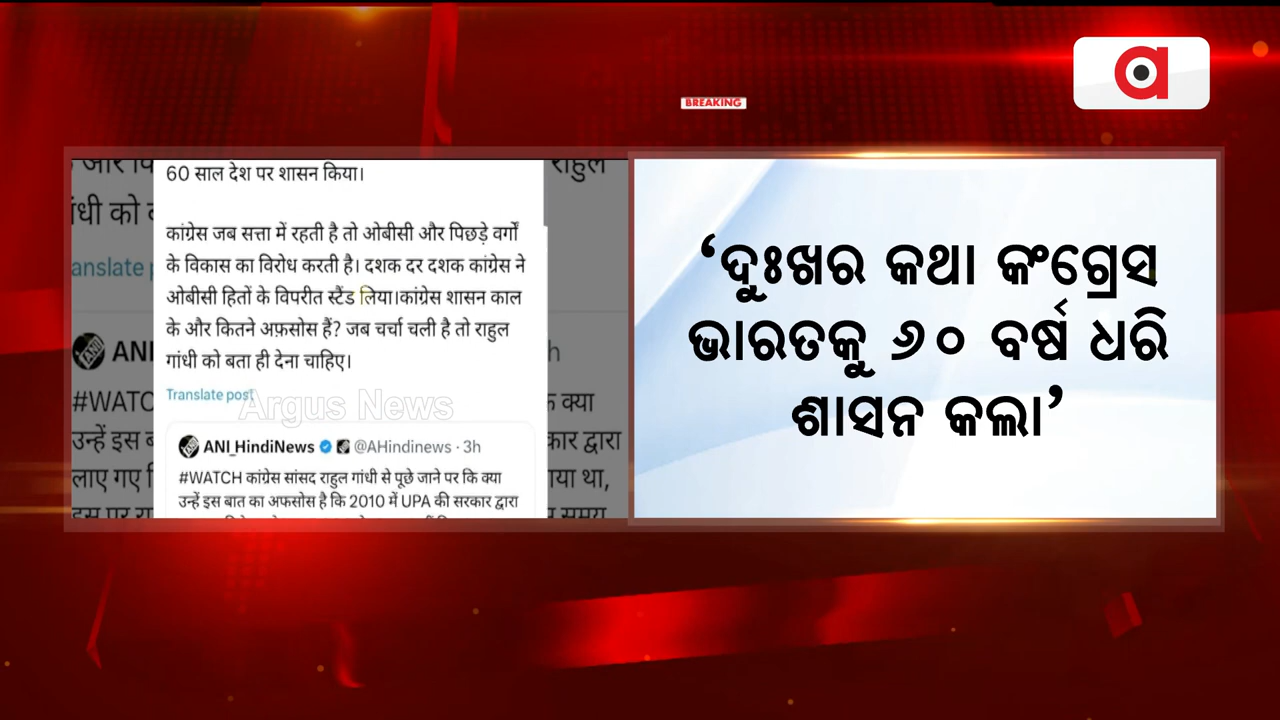 BREAKING
60 साल देश पर शासन किया।
कांग्रेस जब सत्ता में रहती है तो ओबीसी और पिछड़े वर्गों
के विकास का विरोध करती है। दशक दर दशक कांग्रेस ने
ओबीसी हितों के विपरीत स्टैंड लिया।कांग्रेस शासन काल
के और कितने अफ़सोस हैं? जब चर्चा चली है तो राहुल
गांधी को बता ही देना चाहिए।
Translate post
Argus News
ANI_HindiNews @AHindinews · 3h
#WATCH कांग्रेस सांसद राहुल गांधी से पूछे जाने पर कि क्या
उन्हें इस बात का अफसोस है कि 2010 में UPA की सरकार द्वारा
‘ଦୁଃଖର କଥା କଂଗ୍ରେସ
ଭାରତକୁ ୬୦ ବର୍ଷ ଧରି
ଶାସନ କଲା’